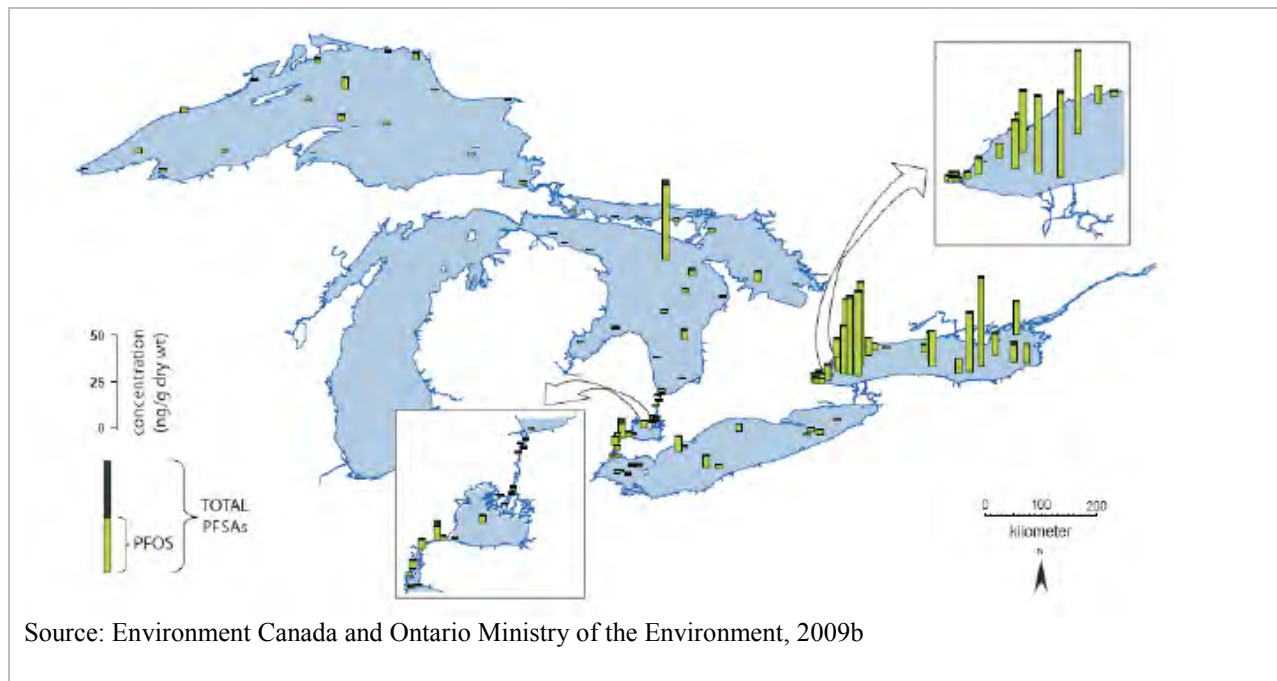 50
25
0
concentration
(ng/g dry wt)
TOTAL
PFSAs
PFOS
0 100 200
kilometer
N
Source: Environment Canada and Ontario Ministry of the Environment, 2009b